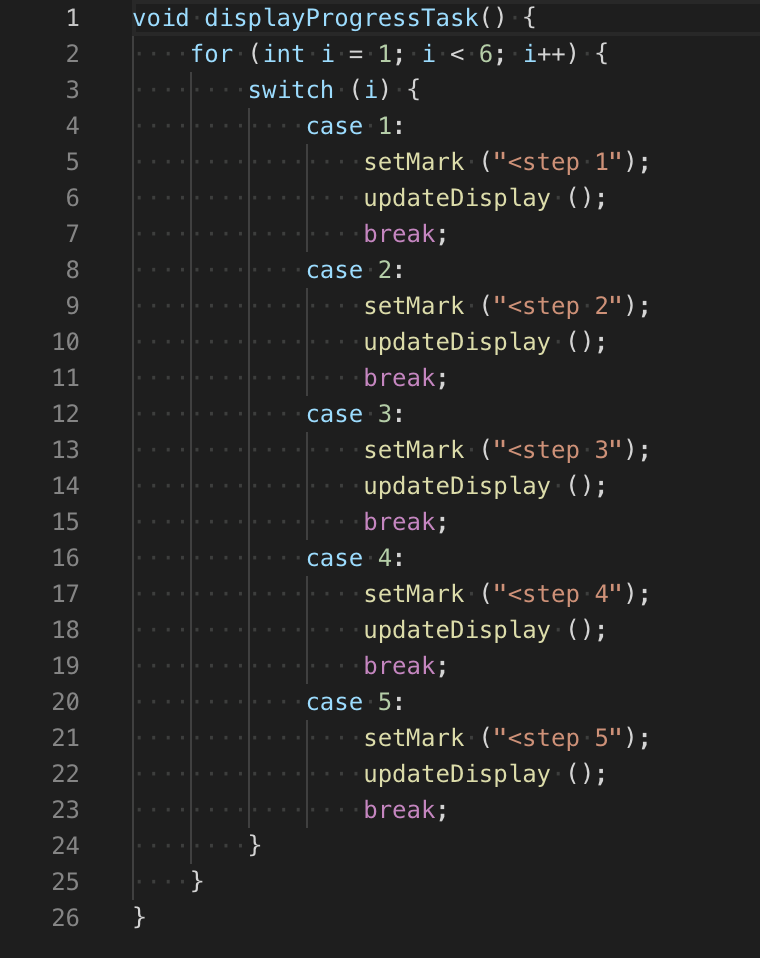 1 void displayProgressTask() {
2     for (int i = 1; i < 6; i++) {
3         switch (i) {
4             case 1:
5                 setMark ("<step 1");
6                 updateDisplay ();
7                 break;
8             case 2:
9                 setMark ("<step 2");
10                 updateDisplay ();
11                 break;
12             case 3:
13                 setMark ("<step 3");
14                 updateDisplay ();
15                 break;
16             case 4:
17                 setMark ("<step 4");
18                 updateDisplay ();
19                 break;
20             case 5:
21                 setMark ("<step 5");
22                 updateDisplay ();
23                 break;
24         }
25     }
26 }